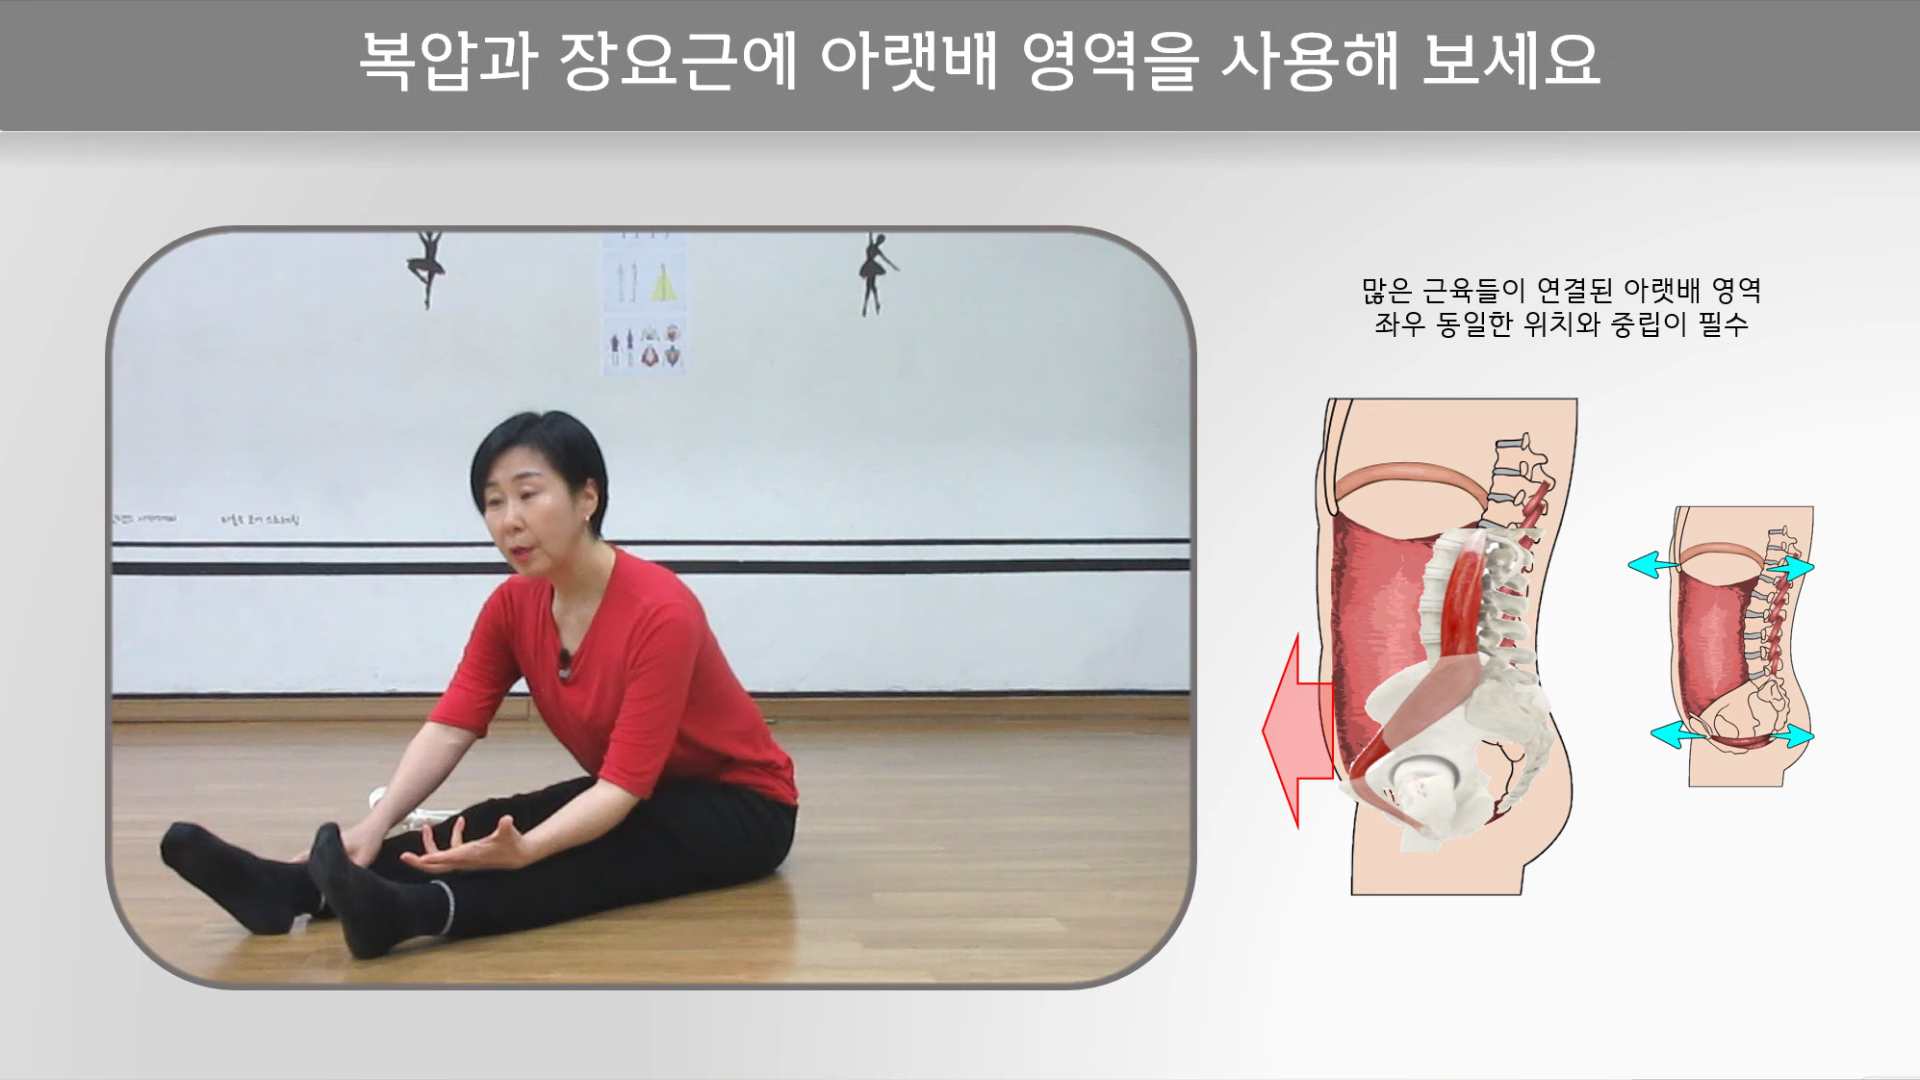 복압과 장요근에 아랫배 영역을 사용해 보세요
많은 근육들이 연결된 아랫배 영역
좌우 동일한 위치와 중립이 필수